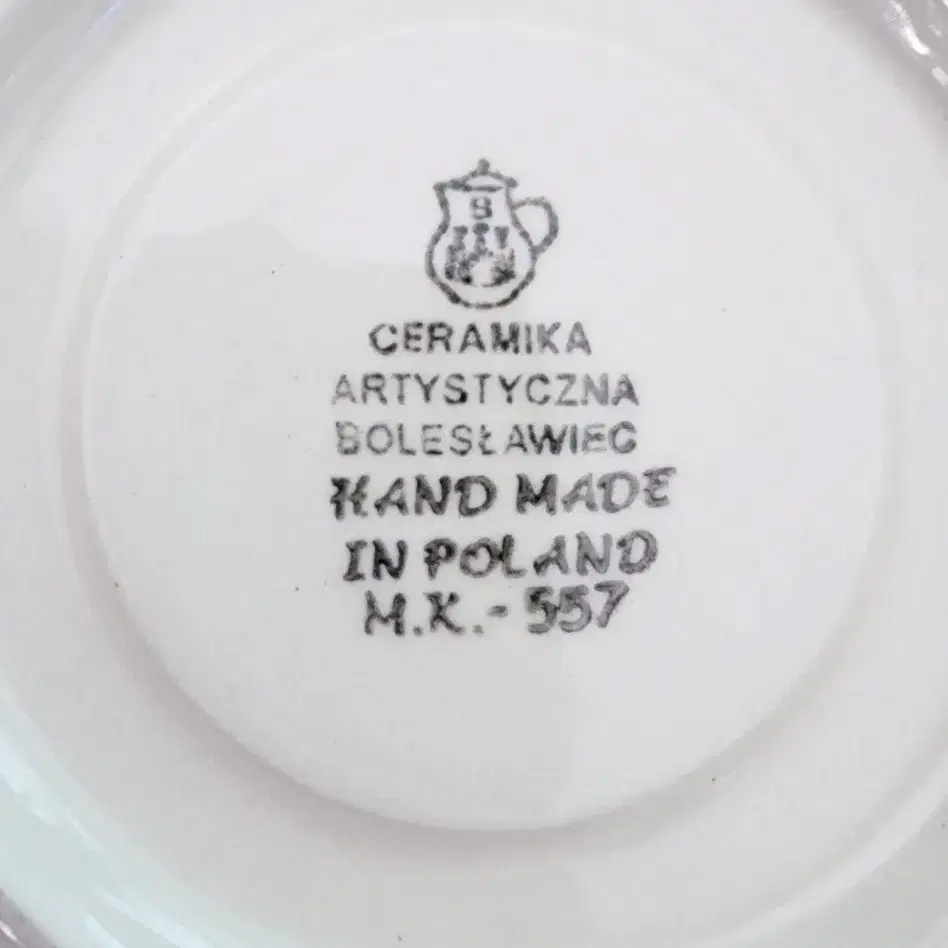 B
CERAMIKA
ARTYSTYCZNA
BOLESŁAWIEC
HAND MADE
IN POLAND
M.K.- 557